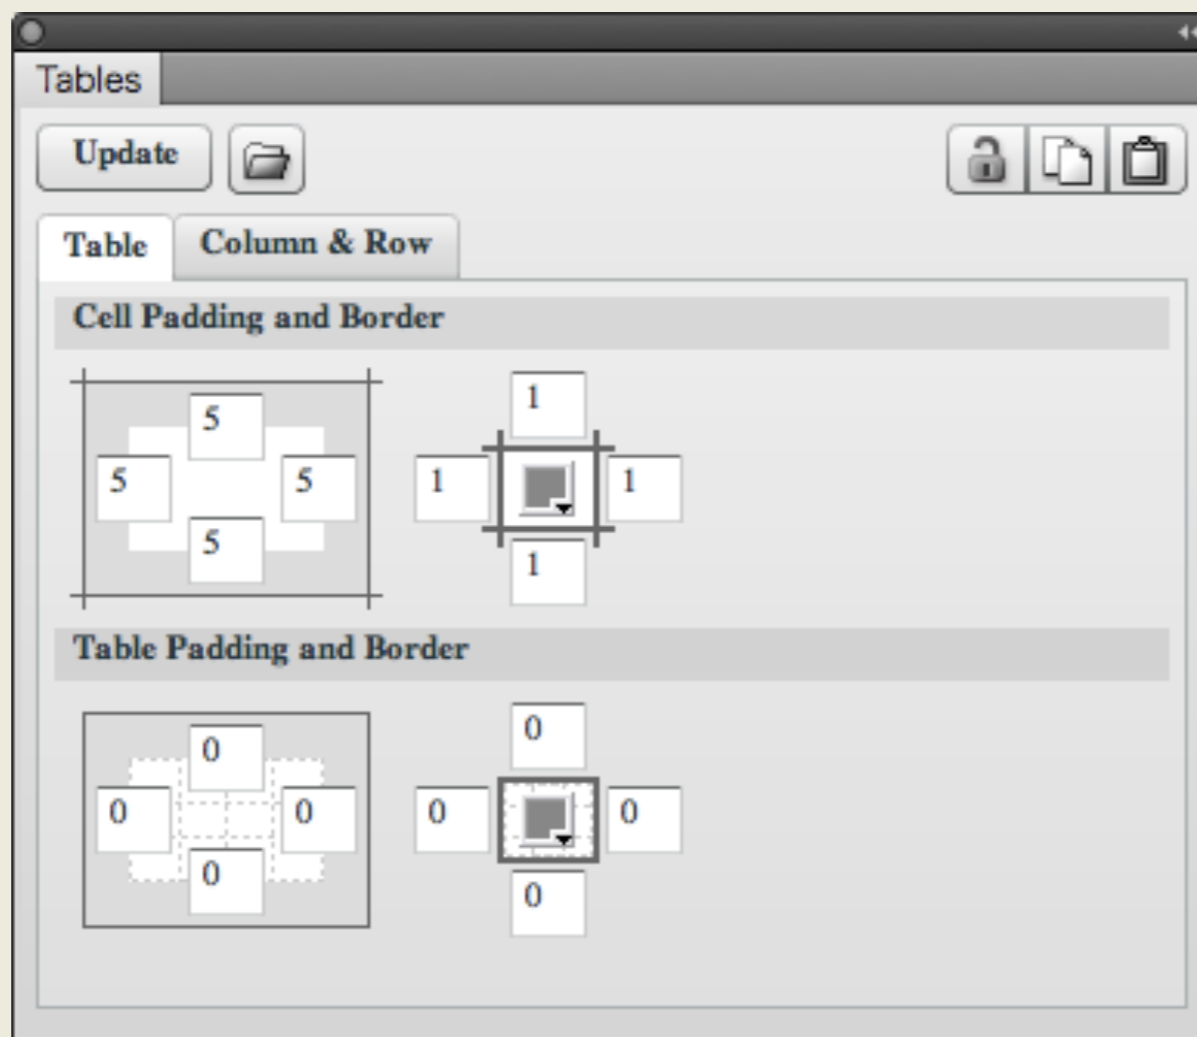 Tables
Update
Table Column & Row
Cell Padding and Border
5 1
5 5 1 1
5 1
Table Padding and Border
0 0
0 0 0 0
0 0